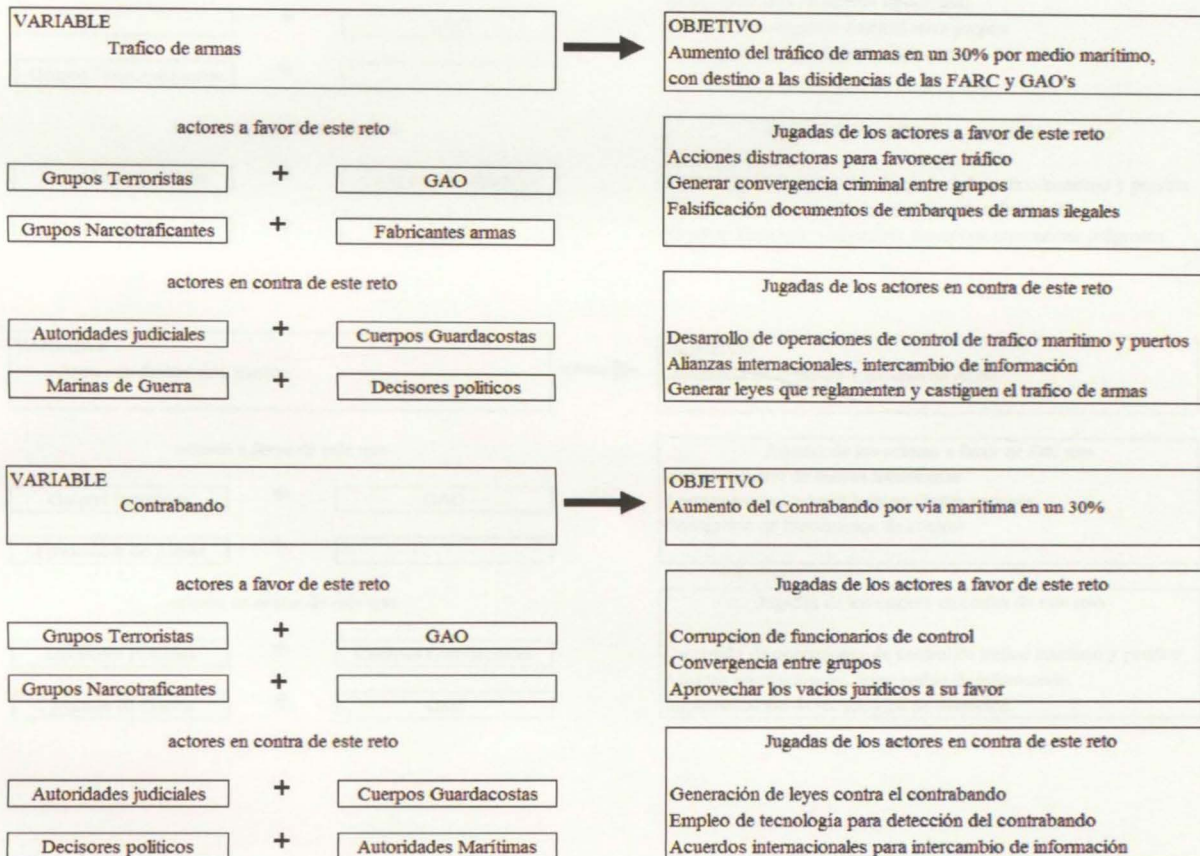 VARIABLE
Trafico de armas
OBJETIVO
Aumento del tráfico de armas en un 30% por medio marítimo,
con destino a las disidencias de las FARC y GAO's
actores a favor de este reto
Grupos Terroristas + GAO
Grupos Narcotraficantes + Fabricantes armas
Jugadas de los actores a favor de este reto
Acciones distractoras para favorecer tráfico
Generar convergencia criminal entre grupos
Falsificación documentos de embarques de armas ilegales
actores en contra de este reto
Autoridades judiciales + Cuerpos Guardacostas
Marinas de Guerra + Decisores politicos
Jugadas de los actores en contra de este reto
Desarrollo de operaciones de control de trafico maritimo y puertos
Alianzas internacionales, intercambio de información
Generar leyes que reglamenten y castiguen el trafico de armas
VARIABLE
Contrabando
OBJETIVO
Aumento del Contrabando por via maritima en un 30%
actores a favor de este reto
Grupos Terroristas + GAO
Grupos Narcotraficantes +
Jugadas de los actores a favor de este reto
Corrupcion de funcionarios de control
Convergencia entre grupos
Aprovechar los vacios juridicos a su favor
actores en contra de este reto
Autoridades judiciales + Cuerpos Guardacostas
Decisores politicos + Autoridades Marítimas
Jugadas de los actores en contra de este reto
Generación de leyes contra el contrabando
Empleo de tecnología para detección del contrabando
Acuerdos internacionales para intercambio de información